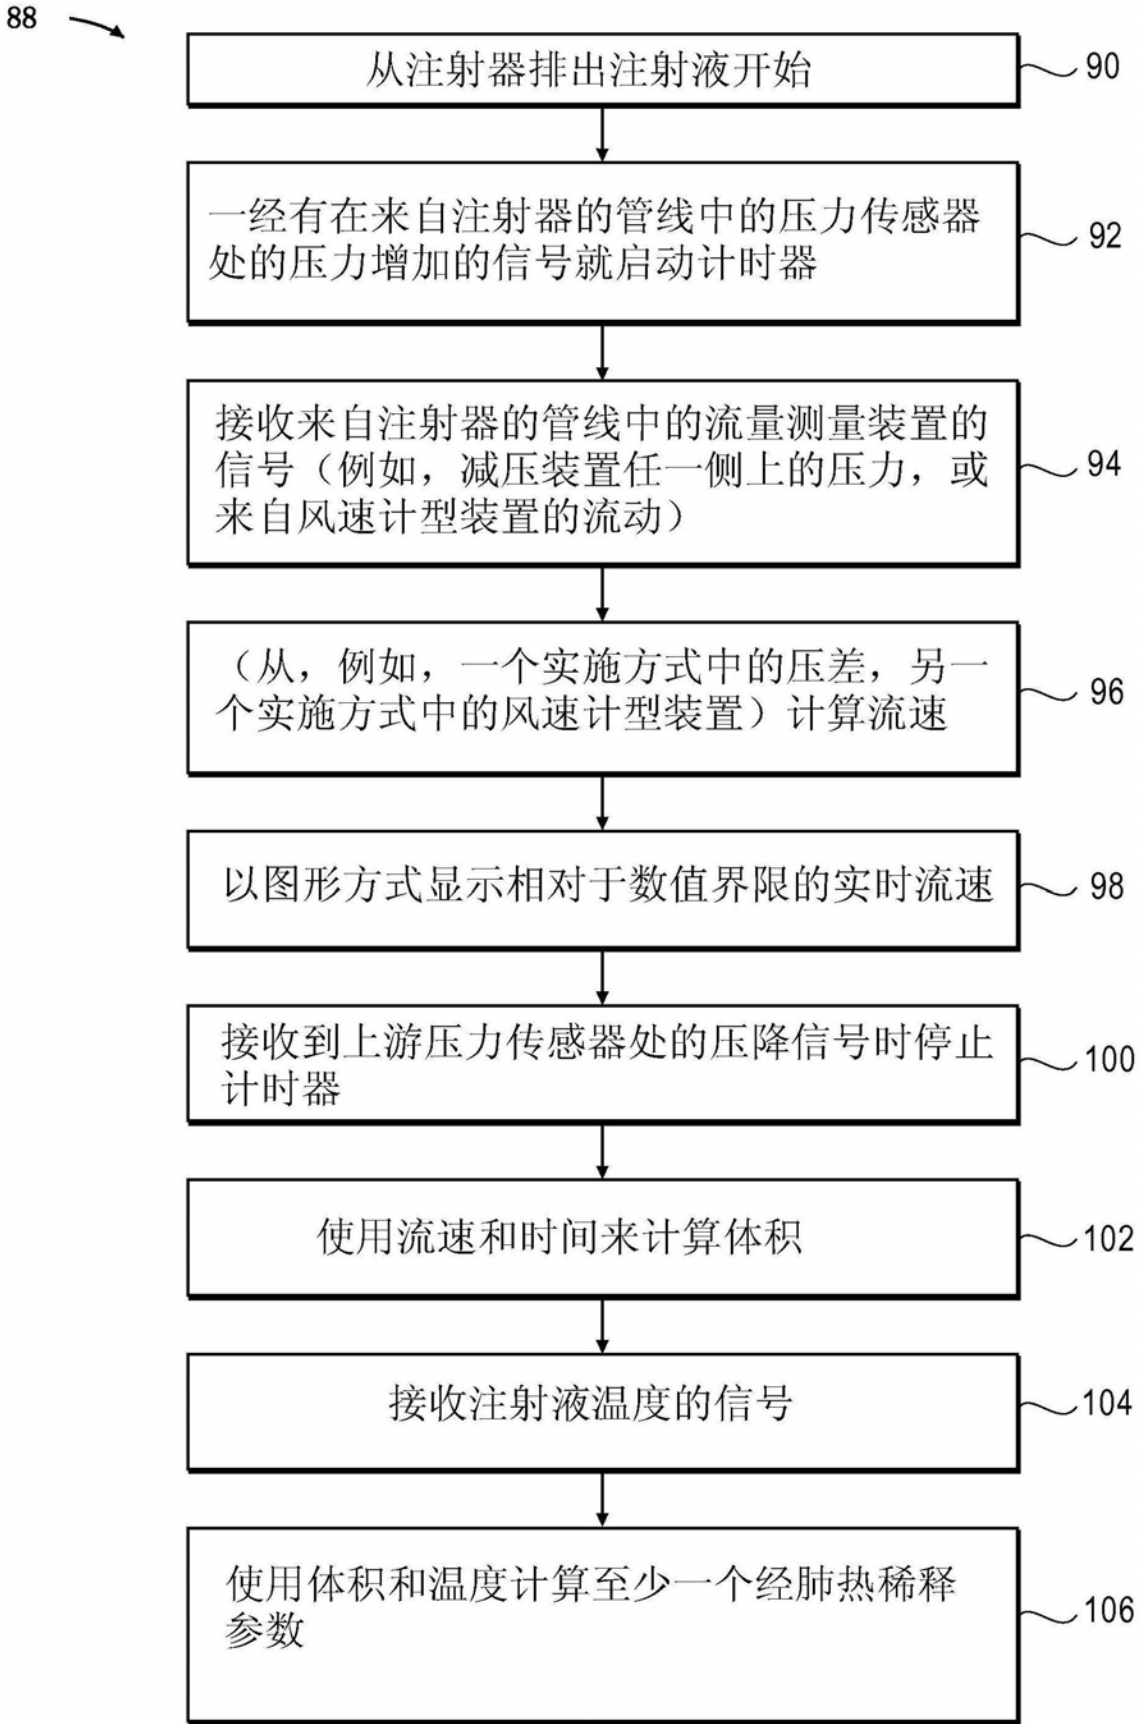 88
从注射器排出注射液开始
90
一经有在来自注射器的管线中的压力传感器
处的压力增加的信号就启动计时器
92
接收来自注射器的管线中的流量测量装置的
信号（例如，减压装置任一侧上的压力，或
来自风速计型装置的流动）
94
（从，例如，一个实施方式中的压差，另一
个实施方式中的风速计型装置）计算流速
96
以图形方式显示相对于数值界限的实时流速
98
接收到上游压力传感器处的压降信号时停止
计时器
100
使用流速和时间来计算体积
102
接收注射液温度的信号
104
使用体积和温度计算至少一个经肺热稀释
参数
106